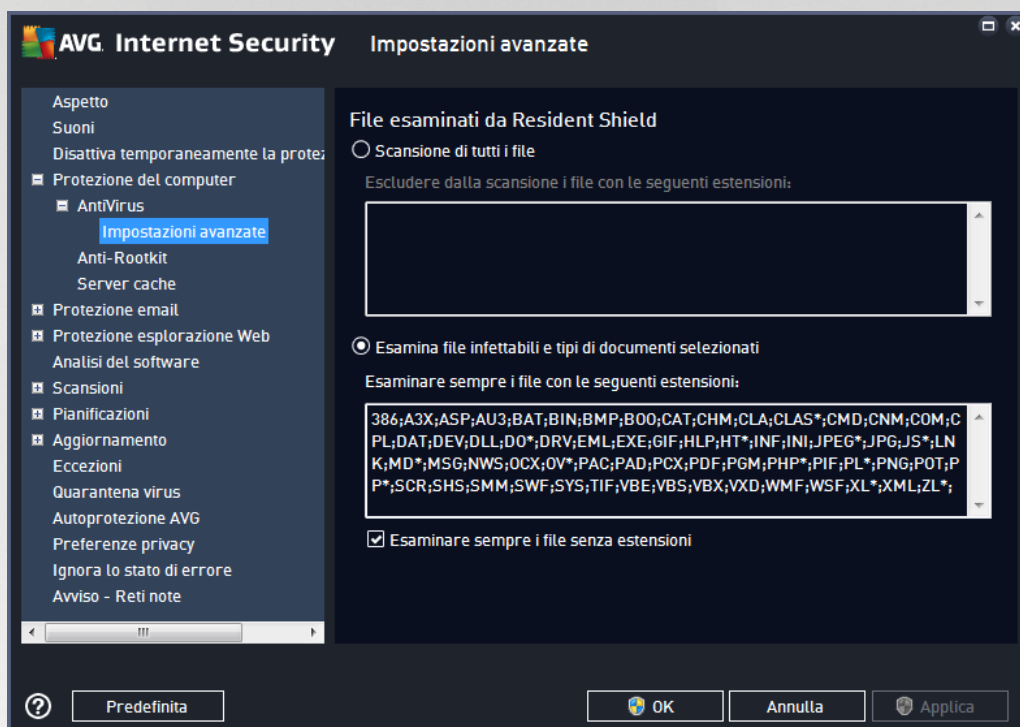 AVG. Internet Security
Impostazioni avanzate
Aspetto
Suoni
Disattiva temporaneamente la protez
Protezione del computer
AntiVirus
Impostazioni avanzate
Anti-Rootkit
Server cache
Protezione email
Protezione esplorazione Web
Analisi del software
Scansioni
Pianificazioni
Aggiornamento
Eccezioni
Quarantena virus
Autoprotezione AVG
Preferenze privacy
Ignora lo stato di errore
Avviso - Reti note
File esaminati da Resident Shield
Scansione di tutti i file
Escludere dalla scansione i file con le seguenti estensioni:
Esamina file infettabili e tipi di documenti selezionati
Esaminare sempre i file con le seguenti estensioni:
386;A3X;ASP;AU3;BAT;BIN;BMP;BOO;CAT;CHM;CLA;CLAS*;CMD;CNM;COM;C
PL;DAT;DEV;DLL;DO*;DRV;EML;EXE;GIF;HLP;HT*;INF;INI;JPEG*;JPG;JS*;LN
K;MD*;MSG;NWS;OCX;OV*;PAC;PAD;PCX;PDF;PGM;PHP*;PIF;PL*;PNG;POT;P
P*;SCR;SHS;SMM;SWF;SYS;TIF;VBE;VBS;VBX;VXD;WMF;WSF;XL*;XML;ZL*;
Esaminare sempre i file senza estensioni
Predefinita
OK
Annulla
Applica